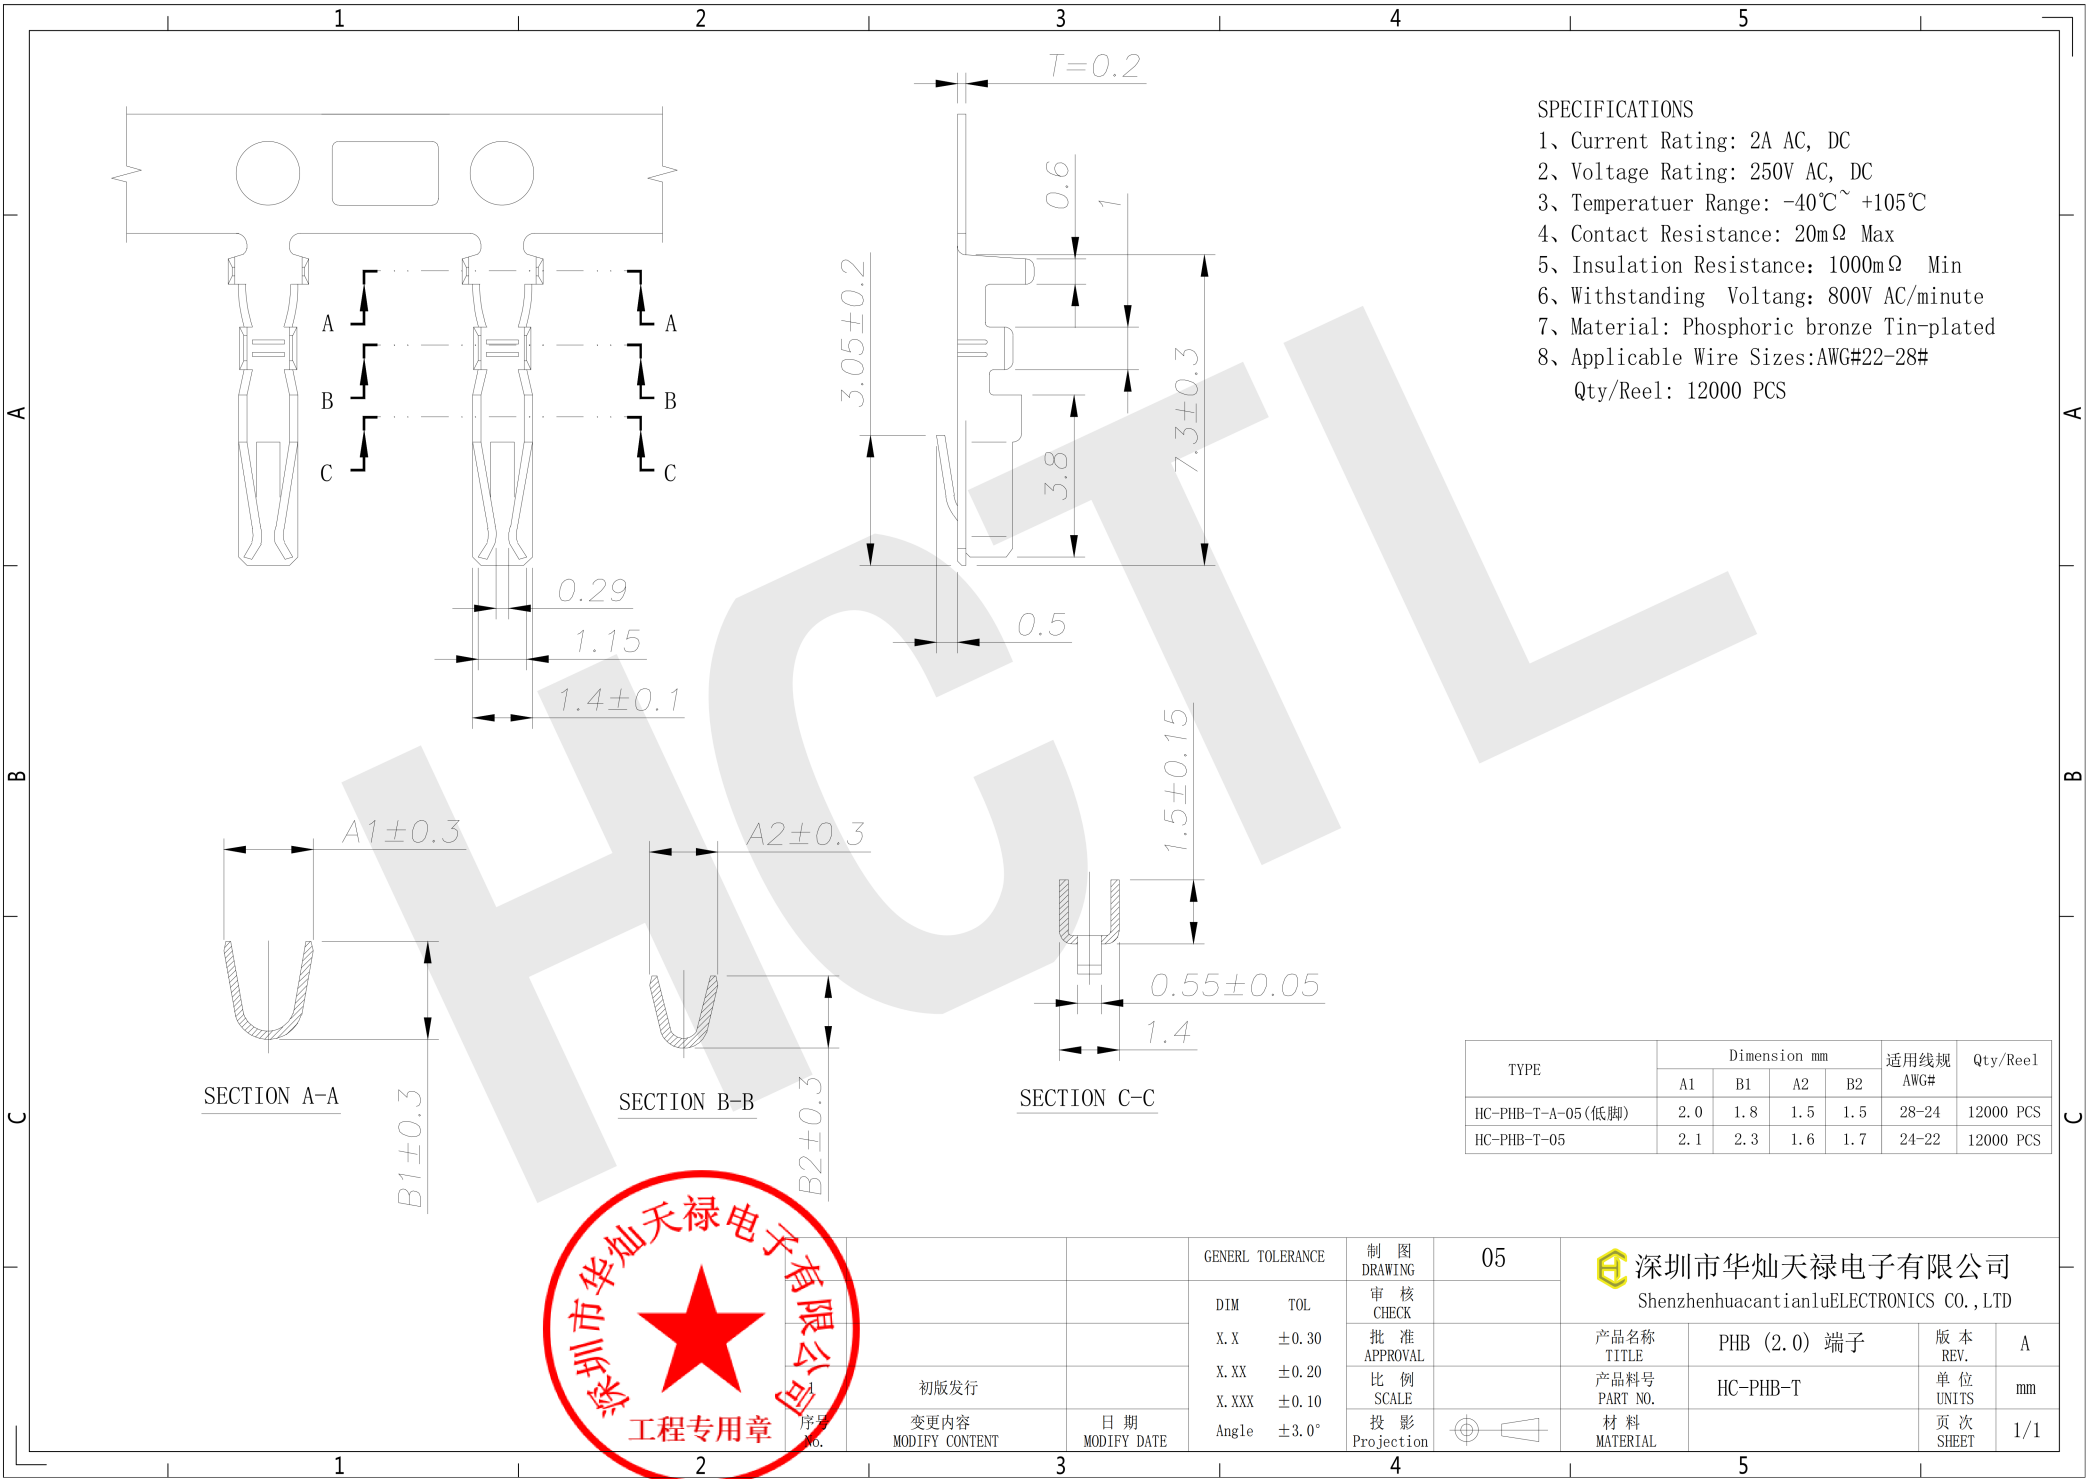 1 2 3 4 5
A A
B B
C C
1 2 3 4 5
T=0.2
0.6
1
3.05±0.2
7.3±0.3
3.8
0.5
A A
B B
C C
0.29
1.15
1.4±0.1
SPECIFICATIONS
1、Current Rating: 2A AC, DC
2、Voltage Rating: 250V AC, DC
3、Temperatuer Range: -40℃~ +105℃
4、Contact Resistance: 20mΩ Max
5、Insulation Resistance: 1000mΩ Min
6、Withstanding Voltang: 800V AC/minute
7、Material: Phosphoric bronze Tin-plated
8、Applicable Wire Sizes:AWG#22-28#
Qty/Reel: 12000 PCS
HCTL
A1±0.3
B1±0.3
SECTION A-A
A2±0.3
B2±0.3
SECTION B-B
1.5±0.15
0.55±0.05
1.4
SECTION C-C
TYPE Dimension mm 适用线规 AWG# Qty/Reel
A1 B1 A2 B2
HC-PHB-T-A-05(低脚) 2.0 1.8 1.5 1.5 28-24 12000 PCS
HC-PHB-T-05 2.1 2.3 1.6 1.7 24-22 12000 PCS
深圳市华灿天禄电子有限公司
工程专用章
1 初版发行
序号 变更内容 日 期
No. MODIFY CONTENT MODIFY DATE
GENERL TOLERANCE
DIM TOL
X.X ±0.30
X.XX ±0.20
X.XXX ±0.10
Angle ±3.0°
制 图 05
DRAWING
审 核
CHECK
批 准
APPROVAL
比 例
SCALE
投 影
Projection
深圳市华灿天禄电子有限公司
ShenzhenhuacantianluELECTRONICS CO.,LTD
产品名称 PHB (2.0) 端子 版 本 A
TITLE REV.
产品料号 HC-PHB-T 单 位 mm
PART NO. UNITS
材 料 页 次 1/1
MATERIAL SHEET